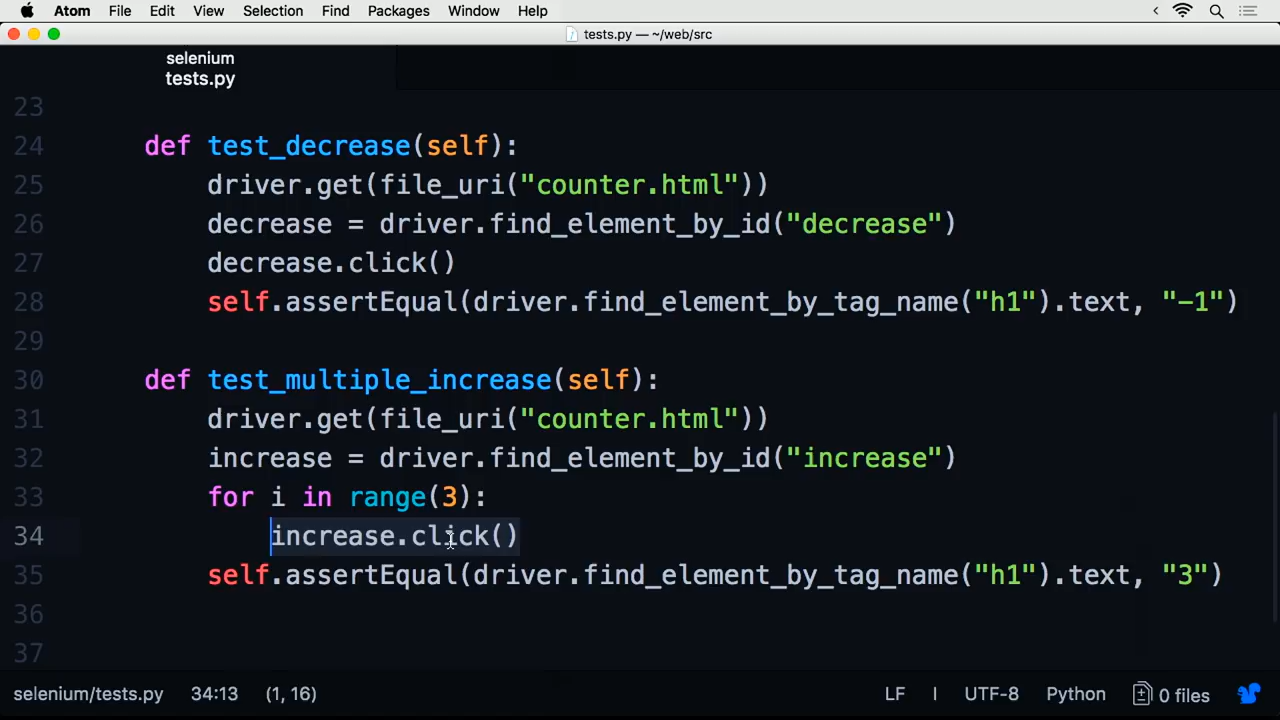 Atom File Edit View Selection Find Packages Window Help
tests.py — ~/web/src
selenium
tests.py
23
24 def test_decrease(self):
25 driver.get(file_uri("counter.html"))
26 decrease = driver.find_element_by_id("decrease")
27 decrease.click()
28 self.assertEqual(driver.find_element_by_tag_name("h1").text, "-1")
29
30 def test_multiple_increase(self):
31 driver.get(file_uri("counter.html"))
32 increase = driver.find_element_by_id("increase")
33 for i in range(3):
34 increase.click()
35 self.assertEqual(driver.find_element_by_tag_name("h1").text, "3")
36
37
selenium/tests.py 34:13 (1, 16) LF I UTF-8 Python 0 files